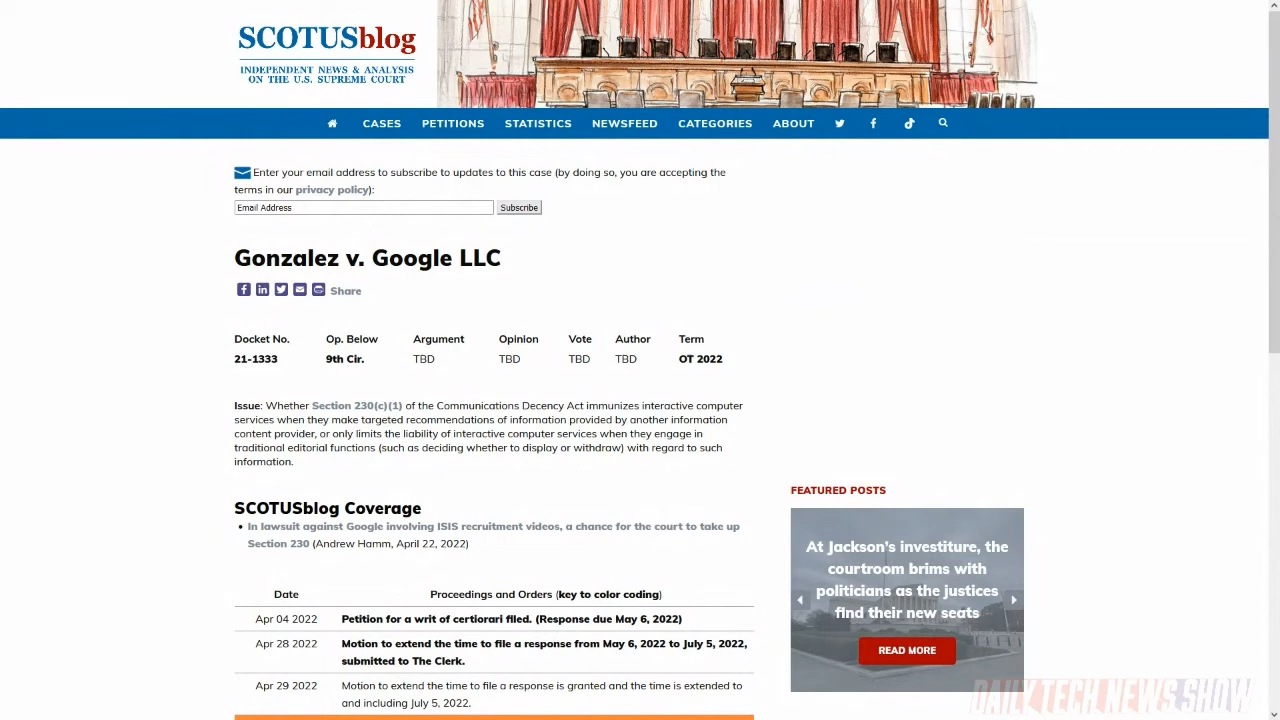 SCOTUSblog
INDEPENDENT NEWS & ANALYSIS
ON THE U.S. SUPREME COURT
CASES PETITIONS STATISTICS NEWSFEED CATEGORIES ABOUT
Enter your email address to subscribe to updates to this case (by doing so, you are accepting the
terms in our privacy policy):
Email Address Subscribe
Gonzalez v. Google LLC
Share
Docket No. Op. Below Argument Opinion Vote Author Term
21-1333 9th Cir. TBD TBD TBD TBD OT 2022
Issue: Whether Section 230(c)(1) of the Communications Decency Act immunizes interactive computer
services when they make targeted recommendations of information provided by another information
content provider, or only limits the liability of interactive computer services when they engage in
traditional editorial functions (such as deciding whether to display or withdraw) with regard to such
information.
SCOTUSblog Coverage
• In lawsuit against Google involving ISIS recruitment videos, a chance for the court to take up
Section 230 (Andrew Hamm, April 22, 2022)
Date Proceedings and Orders (key to color coding)
Apr 04 2022 Petition for a writ of certiorari filed. (Response due May 6, 2022)
Apr 28 2022 Motion to extend the time to file a response from May 6, 2022 to July 5, 2022,
submitted to The Clerk.
Apr 29 2022 Motion to extend the time to file a response is granted and the time is extended to
and including July 5, 2022.
FEATURED POSTS
At Jackson's investiture, the
courtroom brims with
politicians as the justices
find their new seats
READ MORE
DAILY TECH NEWS SHOW